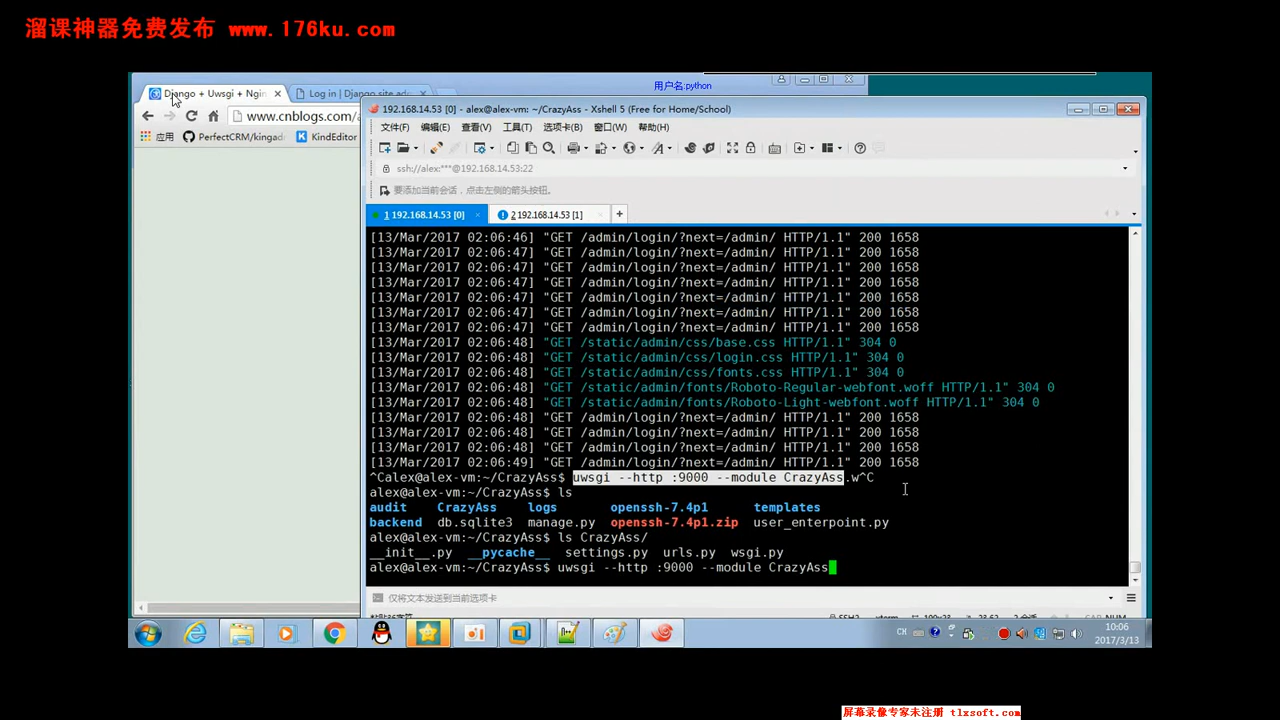 溜课神器免费发布 www.176ku.com
用户名:python
Django + Uwsgi + Ngin
Log in | Django site ad
www.cnblogs.com/a
应用
PerfectCRM/kingad
KindEditor
192.168.14.53 [0] - alex@alex-vm: ~/CrazyAss - Xshell 5 (Free for Home/School)
文件(F) 编辑(E) 查看(V) 工具(T) 选项卡(B) 窗口(W) 帮助(H)
ssh://alex:***@192.168.14.53:22
要添加当前会话，点击左侧的箭头按钮。
1 192.168.14.53 [0]
2 192.168.14.53 [1]
[13/Mar/2017 02:06:46] "GET /admin/login/?next=/admin/ HTTP/1.1" 200 1658
[13/Mar/2017 02:06:47] "GET /admin/login/?next=/admin/ HTTP/1.1" 200 1658
[13/Mar/2017 02:06:47] "GET /admin/login/?next=/admin/ HTTP/1.1" 200 1658
[13/Mar/2017 02:06:47] "GET /admin/login/?next=/admin/ HTTP/1.1" 200 1658
[13/Mar/2017 02:06:47] "GET /admin/login/?next=/admin/ HTTP/1.1" 200 1658
[13/Mar/2017 02:06:47] "GET /admin/login/?next=/admin/ HTTP/1.1" 200 1658
[13/Mar/2017 02:06:47] "GET /admin/login/?next=/admin/ HTTP/1.1" 200 1658
[13/Mar/2017 02:06:48] "GET /static/admin/css/base.css HTTP/1.1" 304 0
[13/Mar/2017 02:06:48] "GET /static/admin/css/login.css HTTP/1.1" 304 0
[13/Mar/2017 02:06:48] "GET /static/admin/css/fonts.css HTTP/1.1" 304 0
[13/Mar/2017 02:06:48] "GET /static/admin/fonts/Roboto-Regular-webfont.woff HTTP/1.1" 304 0
[13/Mar/2017 02:06:48] "GET /static/admin/fonts/Roboto-Light-webfont.woff HTTP/1.1" 304 0
[13/Mar/2017 02:06:48] "GET /admin/login/?next=/admin/ HTTP/1.1" 200 1658
[13/Mar/2017 02:06:48] "GET /admin/login/?next=/admin/ HTTP/1.1" 200 1658
[13/Mar/2017 02:06:48] "GET /admin/login/?next=/admin/ HTTP/1.1" 200 1658
[13/Mar/2017 02:06:49] "GET /admin/login/?next=/admin/ HTTP/1.1" 200 1658
^Calex@alex-vm:~/CrazyAss$ uwsgi --http :9000 --module CrazyAss.w^C
alex@alex-vm:~/CrazyAss$ ls
audit CrazyAss logs openssh-7.4p1 templates
backend db.sqlite3 manage.py openssh-7.4p1.zip user_enterpoint.py
alex@alex-vm:~/CrazyAss$ ls CrazyAss/
__init__.py __pycache__ settings.py urls.py wsgi.py
alex@alex-vm:~/CrazyAss$ uwsgi --http :9000 --module CrazyAss
仅将文本发送到当前选项卡
CH
10:06
2017/3/13
屏幕录像专家未注册 tlxsoft.com